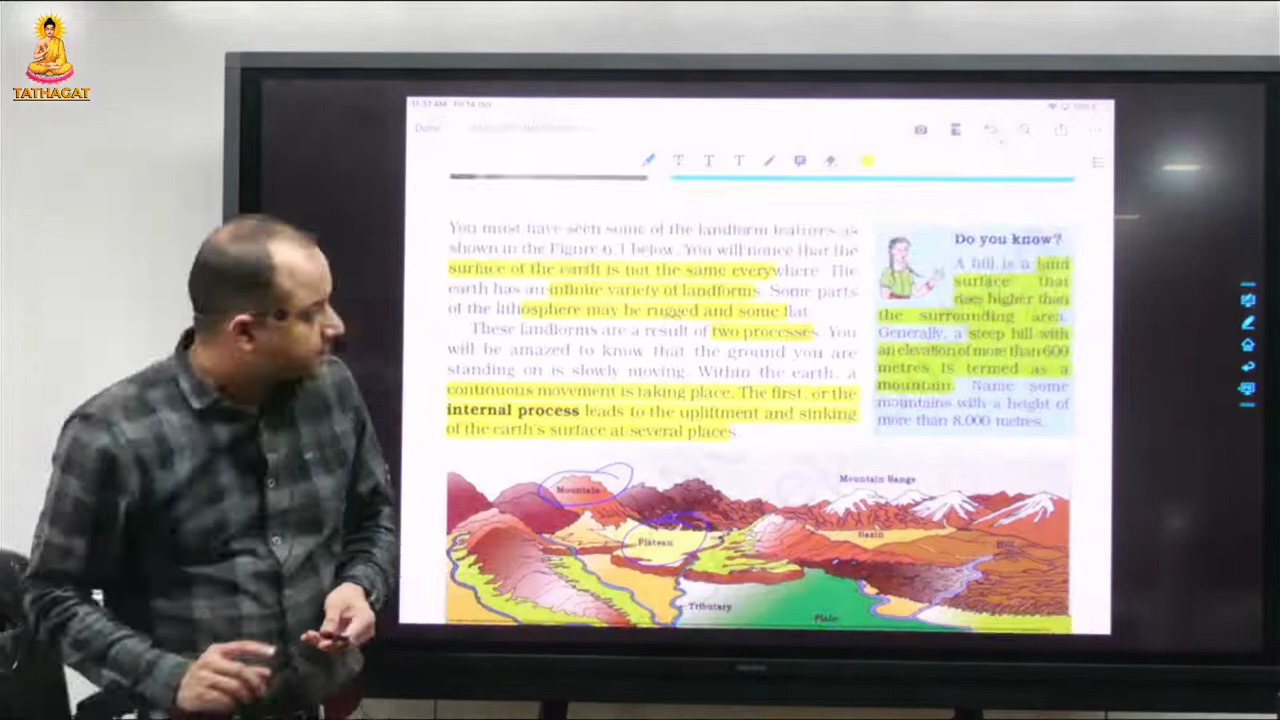 TATHAGAT
11:37 AM Fri 14 Oct
Done
You must have seen some of the landform features as
shown in the Figure 6.1 below. You will notice that the
surface of the earth is not the same everywhere. The
earth has an infinite variety of landforms. Some parts
of the lithosphere may be rugged and some flat.
These landforms are a result of two processes. You
will be amazed to know that the ground you are
standing on is slowly moving. Within the earth, a
continuous movement is taking place. The first, or the
internal process leads to the upliftment and sinking
of the earth's surface at several places.
Do you know?
A hill is a land
surface that
rises higher than
the surrounding area.
Generally, a steep hill with
an elevation of more than 600
metres is termed as a
mountain. Name some
mountains with a height of
more than 8,000 metres.
Mountain
Mountain Range
Plateau
Basin
Hill
Tributary
Plain